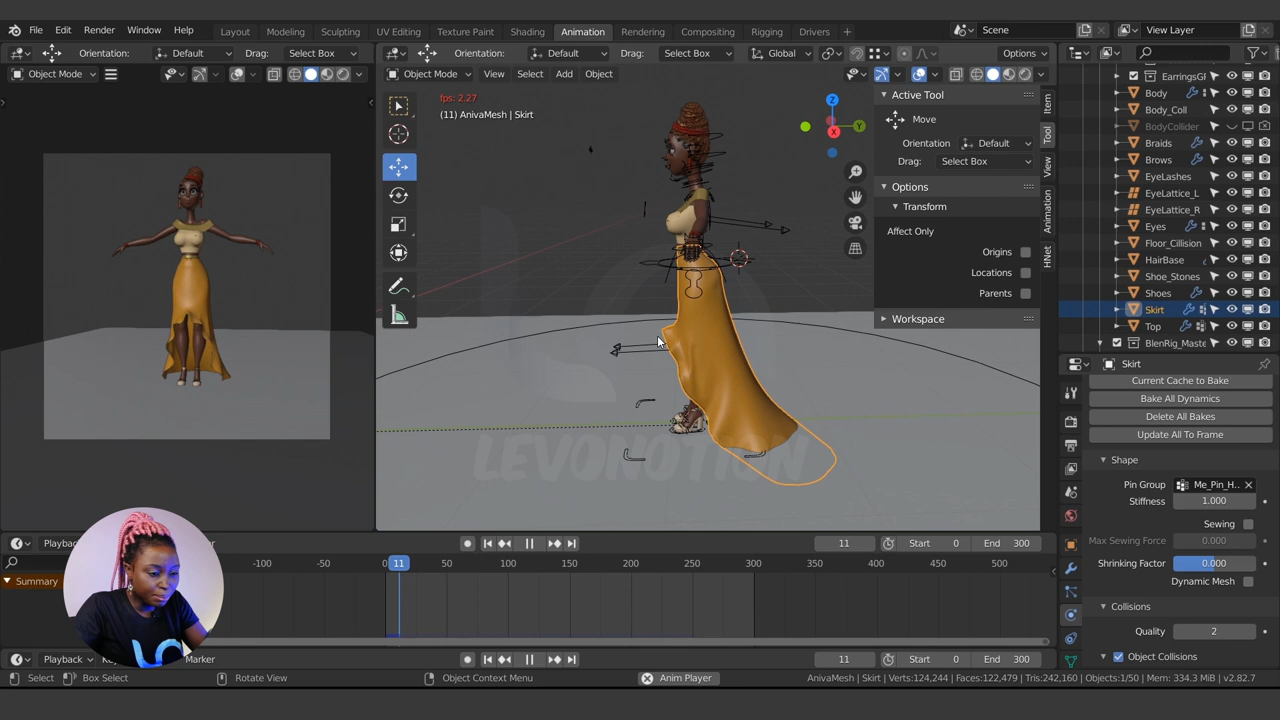 File Edit Render Window Help Layout Modeling Sculpting UV Editing Texture Paint Shading Animation Rendering Compositing Rigging Drivers + Scene View Layer
Orientation: Default Drag: Select Box
Orientation: Default Drag: Select Box Global Options
Object Mode
Object Mode View Select Add Object
fps: 2.27
(11) AnivaMesh | Skirt
Z
Y
X
Active Tool
Move
Orientation: Default
Drag: Select Box
Options
Transform
Affect Only
Origins
Locations
Parents
Workspace
Item
Tool
View
Animation
HNet
LEVONOTION
EarringsGF
Body
Body_Coll
BodyCollider
Braids
Brows
EyeLashes
EyeLattice_L
EyeLattice_R
Eyes
Floor_Collision
HairBase
Shoe_Stones
Shoes
Skirt
Top
BlenRig_Maste
Skirt
Current Cache to Bake
Bake All Dynamics
Delete All Bakes
Update All To Frame
Shape
Pin Group Me_Pin_H..
Stiffness 1.000
Sewing
Max Sewing Force 0.000
Shrinking Factor 0.000
Dynamic Mesh
Collisions
Quality 2
Object Collisions
Playback 11 Start 0 End 300
-100 -50 0 11 50 100 150 200 250 300 350 400 450 500
Summary
Playback Marker 11 Start 0 End 300
Select Box Select Rotate View Object Context Menu Anim Player AnivaMesh | Skirt | Verts:124,244 | Faces:122,479 | Tris:242,160 | Objects:1/50 | Mem: 334.3 MiB | v2.82.7